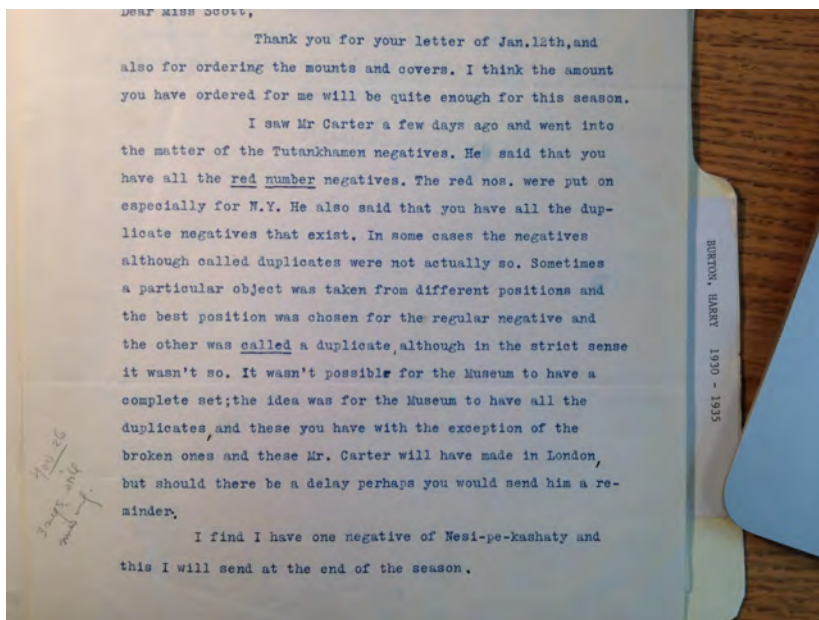 Dear Miss Scott,
Thank you for your letter of Jan.12th,and
also for ordering the mounts and covers. I think the amount
you have ordered for me will be quite enough for this season.
I saw Mr Carter a few days ago and went into
the matter of the Tutankhamen negatives. He said that you
have all the red number negatives. The red nos. were put on
especially for N.Y. He also said that you have all the dup-
licate negatives that exist. In some cases the negatives
although called duplicates were not actually so. Sometimes
a particular object was taken from different positions and
the best position was chosen for the regular negative and
the other was called a duplicate,although in the strict sense
it wasn't so. It wasn't possible for the Museum to have a
complete set;the idea was for the Museum to have all the
duplicates,and these you have with the exception of the
broken ones and these Mr. Carter will have made in London,
but should there be a delay perhaps you would send him a re-
minder.
I find I have one negative of Nesi-pe-kashaty and
this I will send at the end of the season.
Nov 26
3 negs still
missing.
BURTON, HARRY 1930 - 1935